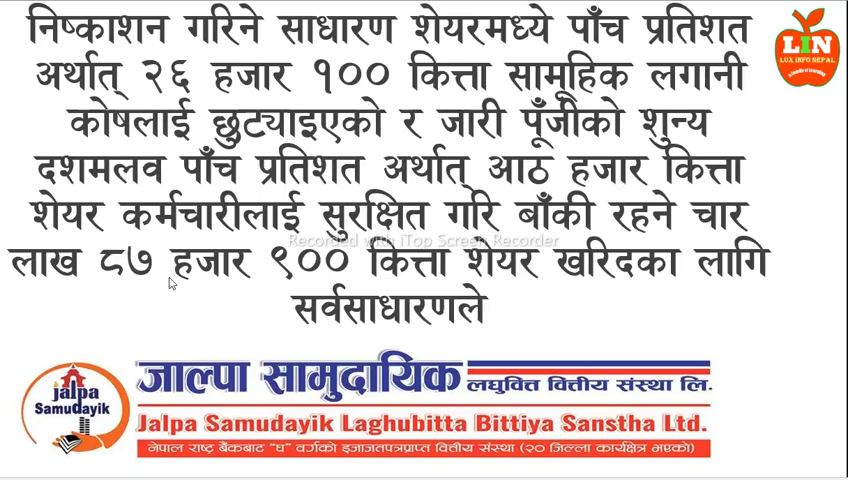 निष्काशन गरिने साधारण शेयरमध्ये पाँच प्रतिशत
अर्थात् २६ हजार १०० कित्ता सामूहिक लगानी
कोषलाई छुट्याइएको र जारी पूँजीको शुन्य
दशमलव पाँच प्रतिशत अर्थात् आठ हजार कित्ता
शेयर कर्मचारीलाई सुरक्षित गरि बाँकी रहने चार
लाख ८७ हजार ९०० कित्ता शेयर खरिदका लागि
सर्वसाधारणले
LIN
LUX INFO NEPAL
Recorded with iTop Screen Recorder
jalpa
Samudayik
जाल्पा सामुदायिक लघुवित्त वित्तीय संस्था लि.
Jalpa Samudayik Laghubitta Bittiya Sanstha Ltd.
नेपाल राष्ट्र बैंकबाट "घ" वर्गको इजाजतपत्रप्राप्त वित्तीय संस्था (२० जिल्ला कार्यक्षेत्र भएको)